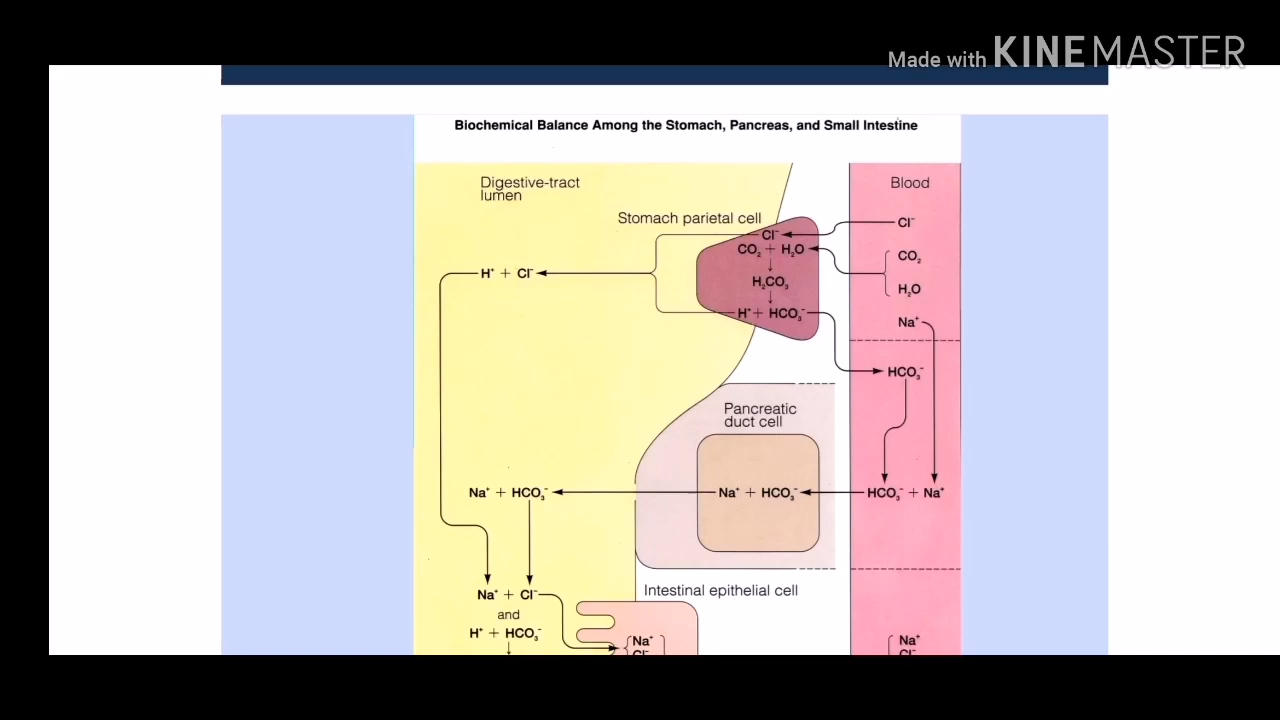 Made with KINEMASTER
Biochemical Balance Among the Stomach, Pancreas, and Small Intestine
Digestive-tract
lumen
Blood
Stomach parietal cell
Cl⁻
Cl⁻
CO₂ + H₂O
CO₂
H⁺ + Cl⁻
H₂CO₃
H₂O
H⁺ + HCO₃⁻
Na⁺
HCO₃⁻
Pancreatic
duct cell
Na⁺ + HCO₃⁻
Na⁺ + HCO₃⁻
HCO₃⁻ + Na⁺
Intestinal epithelial cell
Na⁺ + Cl⁻
and
H⁺ + HCO₃⁻
Na⁺
Na⁺